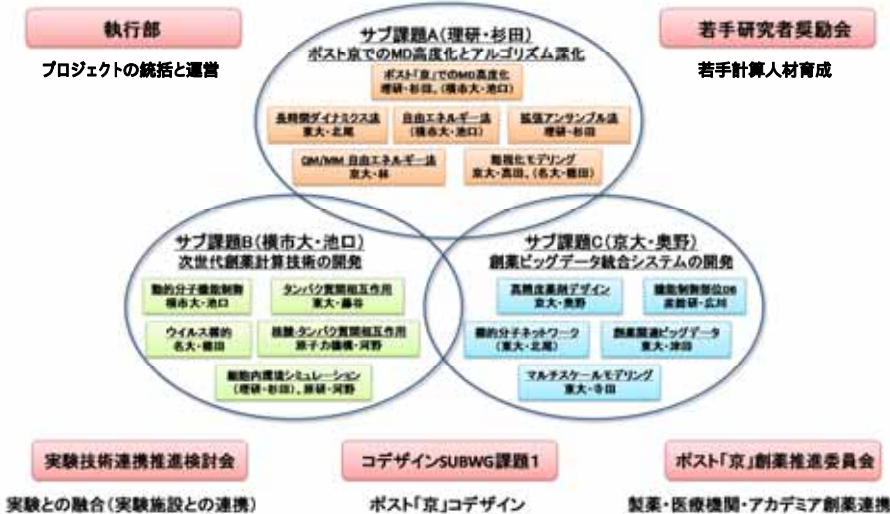 執行部
プロジェクトの統括と運営
若手研究者奨励会
若手計算人材育成
サブ課題A(理研・杉田)
ポスト京でのMD高度化とアルゴリズム深化
ポスト「京」でのMD高度化
理研・杉田、(横市大・池口)
長時間ダイナミクス法
東大・北尾
自由エネルギー法
(横市大・池口)
拡張アンサンブル法
理研・杉田
QM/MM 自由エネルギー法
京大・林
粗視化モデリング
京大・高田、(名大・篠田)
サブ課題B(横市大・池口)
次世代創薬計算技術の開発
動的分子機能制御
横市大・池口
タンパク質間相互作用
東大・藤谷
ウイルス標的
名大・篠田
核酸・タンパク質間相互作用
原子力機構・河野
細胞内環境シミュレーション
(理研・杉田)、原研・河野
サブ課題C(京大・奥野)
創薬ビッグデータ統合システムの開発
高精度薬剤デザイン
京大・奥野
機能制御部位DB
産総研・広川
標的分子ネットワーク
(東大・北尾)
創薬関連ビッグデータ
東大・津田
マルチスケールモデリング
東大・寺田
実験技術連携推進検討会
実験との融合(実験施設との連携)
コデザインSUBWG課題1
ポスト「京」コデザイン
ポスト「京」創薬推進委員会
製薬・医療機関・アカデミア創薬連携